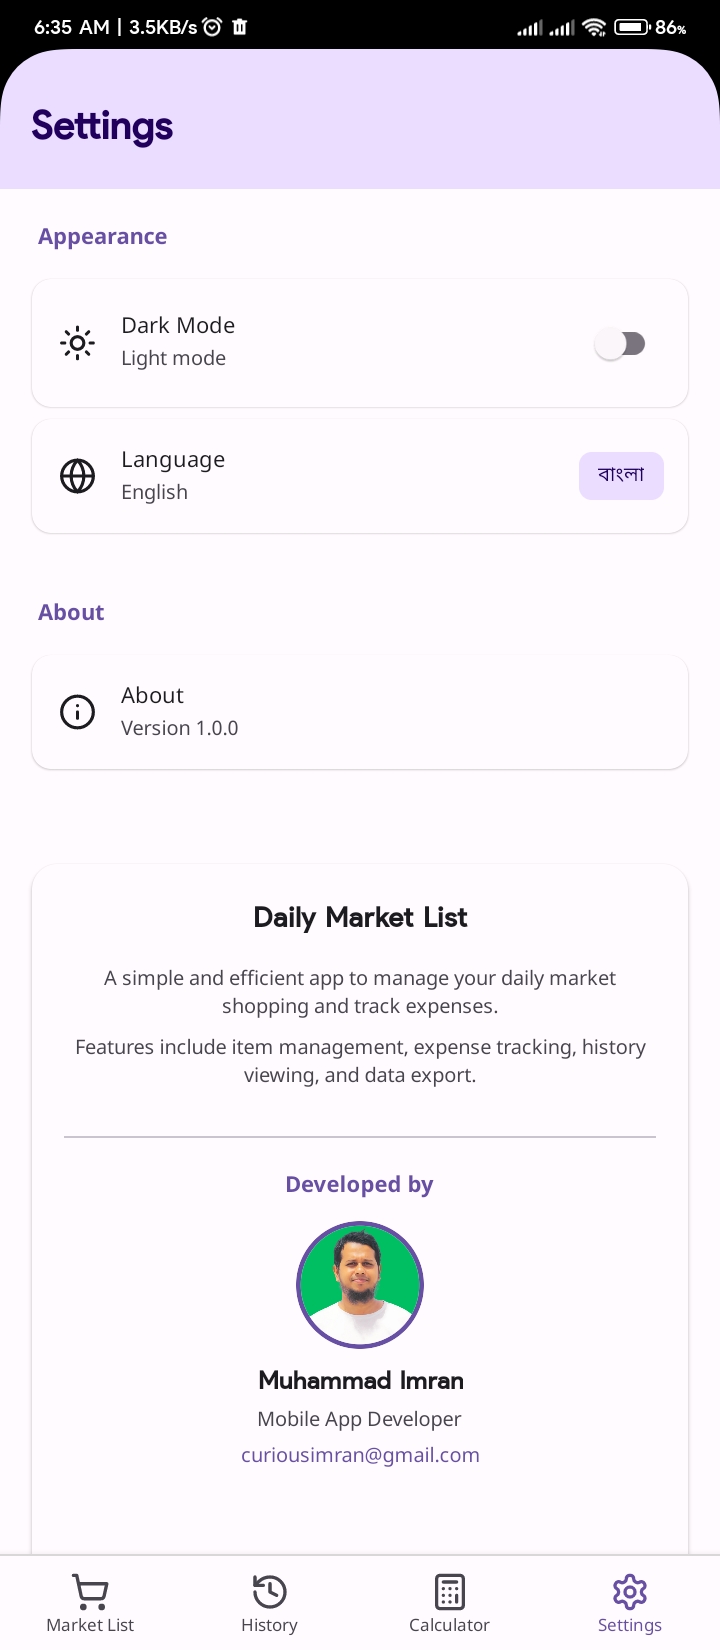 6:35 AM | 3.5KB/s
86%
Settings
Appearance
Dark Mode
Light mode
Language
English
বাংলা
About
About
Version 1.0.0
Daily Market List
A simple and efficient app to manage your daily market
shopping and track expenses.
Features include item management, expense tracking, history
viewing, and data export.
Developed by
Muhammad Imran
Mobile App Developer
curiousimran@gmail.com
Market List
History
Calculator
Settings